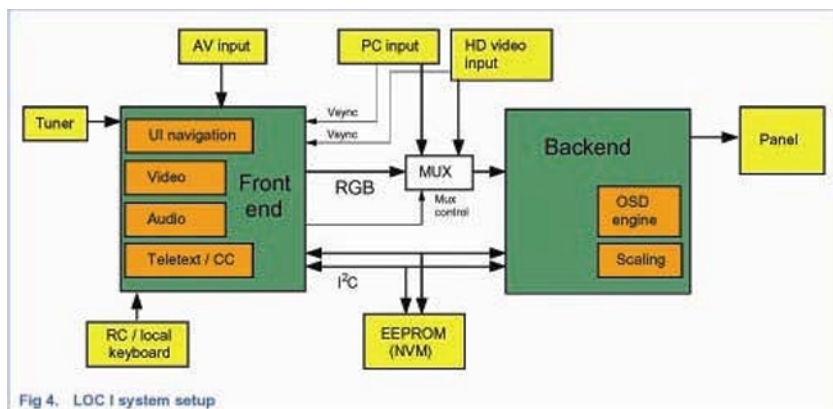 AV input
PC input
HD video
input
Tuner
Vsync
Vsync
UI navigation
Video
Audio
Teletext / CC
Front
end
RGB
MUX
Mux
control
Backend
OSD
engine
Scaling
Panel
I²C
RC / local
keyboard
EEPROM
(NVM)
Fig 4. LOC I system setup